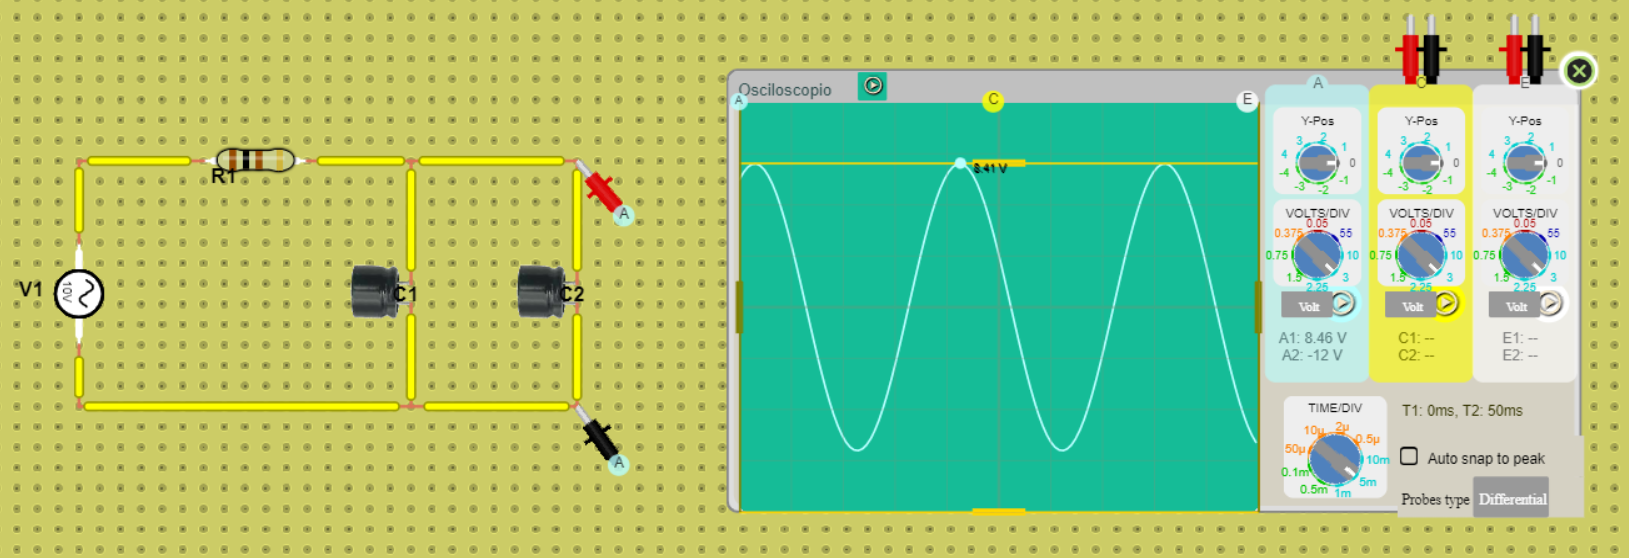 Osciloscopio
A
C
E
A
C
E
8.41 V
Y-Pos
Y-Pos
Y-Pos
4 3 2 1 0 -1 -2 -3 -4
4 3 2 1 0 -1 -2 -3 -4
4 3 2 1 0 -1 -2 -3 -4
R1
A
VOLTS/DIV
VOLTS/DIV
VOLTS/DIV
0.05 0.375 55 0.75 10 1.5 3 2.25
0.05 0.375 55 0.75 10 1.5 3 2.25
0.05 0.375 55 0.75 10 1.5 3 2.25
V1
10V
C1
C2
Volt
Volt
Volt
A1: 8.46 V
A2: -12 V
C1: --
C2: --
E1: --
E2: --
TIME/DIV
10µ 2µ 0.5µ 50µ 10m 0.1m 5m 0.5m 1m
T1: 0ms, T2: 50ms
Auto snap to peak
Probes type Differential
A